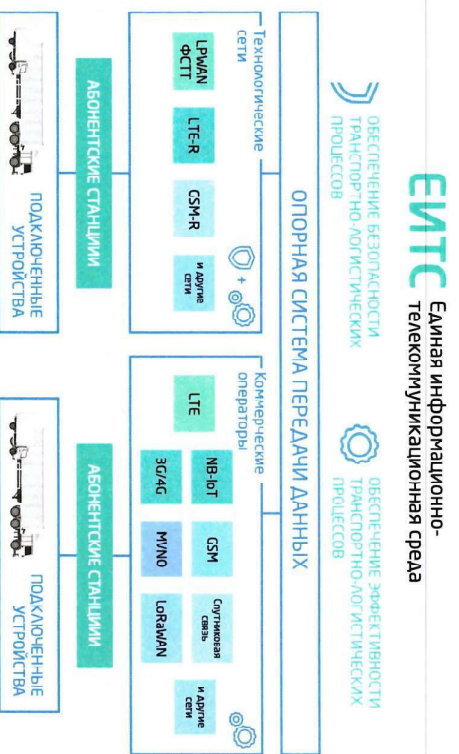 ЕИТС
Единая информационно-
телекоммуникационная среда
ОБЕСПЕЧЕНИЕ БЕЗОПАСНОСТИ
ТРАНСПОРТНО-ЛОГИСТИЧЕСКИХ
ПРОЦЕССОВ
ОБЕСПЕЧЕНИЕ ЭФФЕКТИВНОСТИ
ТРАНСПОРТНО-ЛОГИСТИЧЕСКИХ
ПРОЦЕССОВ
ОПОРНАЯ СИСТЕМА ПЕРЕДАЧИ ДАННЫХ
Технологические
сети
LPWAN
ФСТТ
LTE-R
GSM-R
и другие
сети
+
АБОНЕНТСКИЕ СТАНЦИИИ
ПОДКЛЮЧЕННЫЕ
УСТРОЙСТВА
Коммерческие
операторы
LTE
NB-IoT
GSM
Спутниковая
связь
и другие
сети
3G/4G
MVNO
LoRaWAN
АБОНЕНТСКИЕ СТАНЦИИИ
ПОДКЛЮЧЕННЫЕ
УСТРОЙСТВА